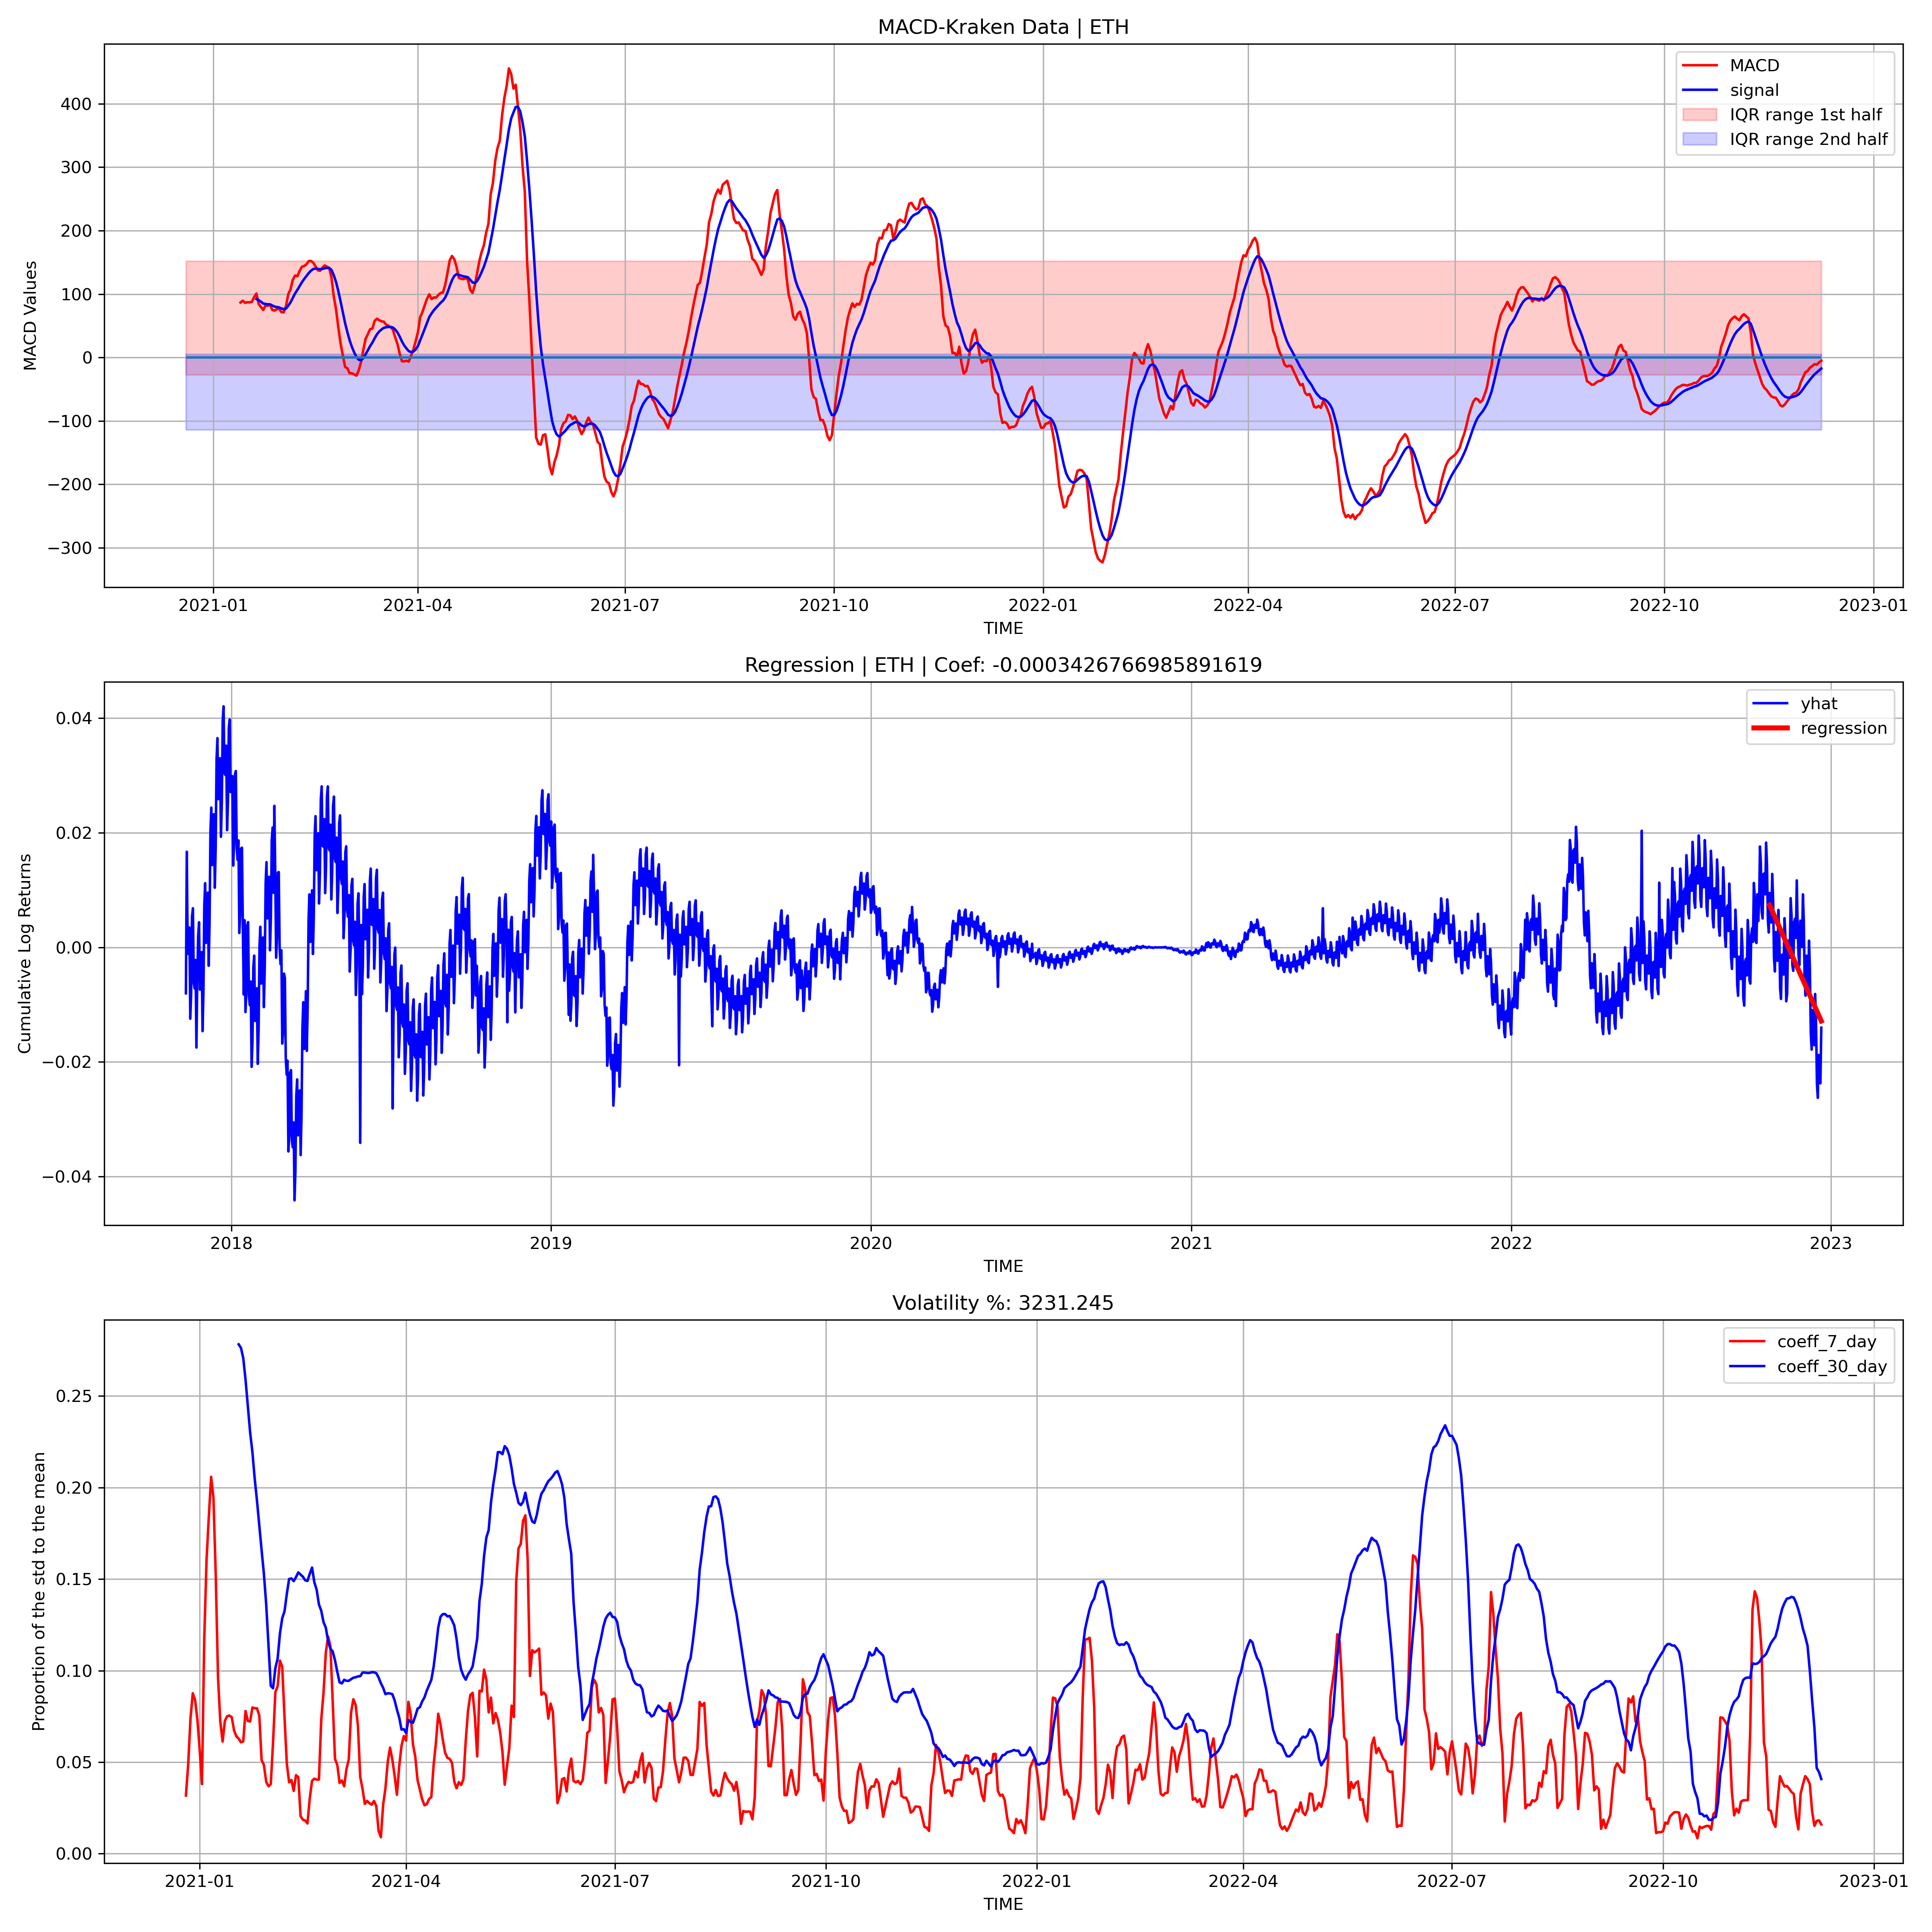 MACD-Kraken Data | ETH
MACD
signal
IQR range 1st half
IQR range 2nd half
MACD Values
400
300
200
100
0
−100
−200
−300
2021-01
2021-04
2021-07
2021-10
2022-01
2022-04
2022-07
2022-10
2023-01
TIME
Regression | ETH | Coef: -0.0003426766985891619
yhat
regression
Cumulative Log Returns
0.04
0.02
0.00
−0.02
−0.04
2018
2019
2020
2021
2022
2023
TIME
Volatility %: 3231.245
coeff_7_day
coeff_30_day
Proportion of the std to the mean
0.25
0.20
0.15
0.10
0.05
0.00
2021-01
2021-04
2021-07
2021-10
2022-01
2022-04
2022-07
2022-10
2023-01
TIME